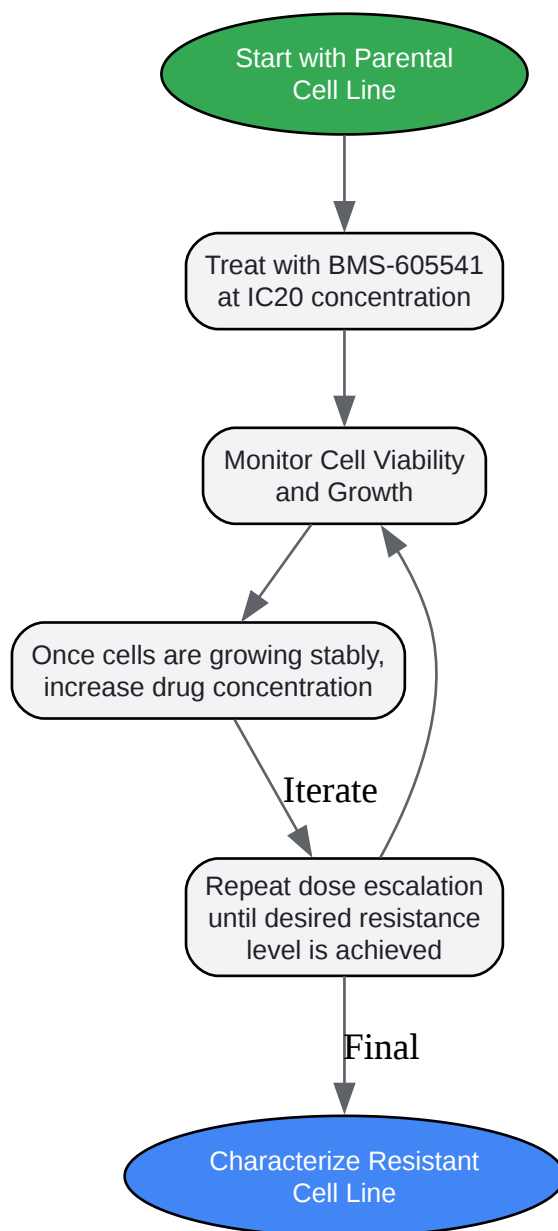 Start with Parental
Cell Line
Treat with BMS-605541
at IC20 concentration
Monitor Cell Viability
and Growth
Once cells are growing stably,
increase drug concentration
Iterate
Repeat dose escalation
until desired resistance
level is achieved
Final
Characterize Resistant
Cell Line